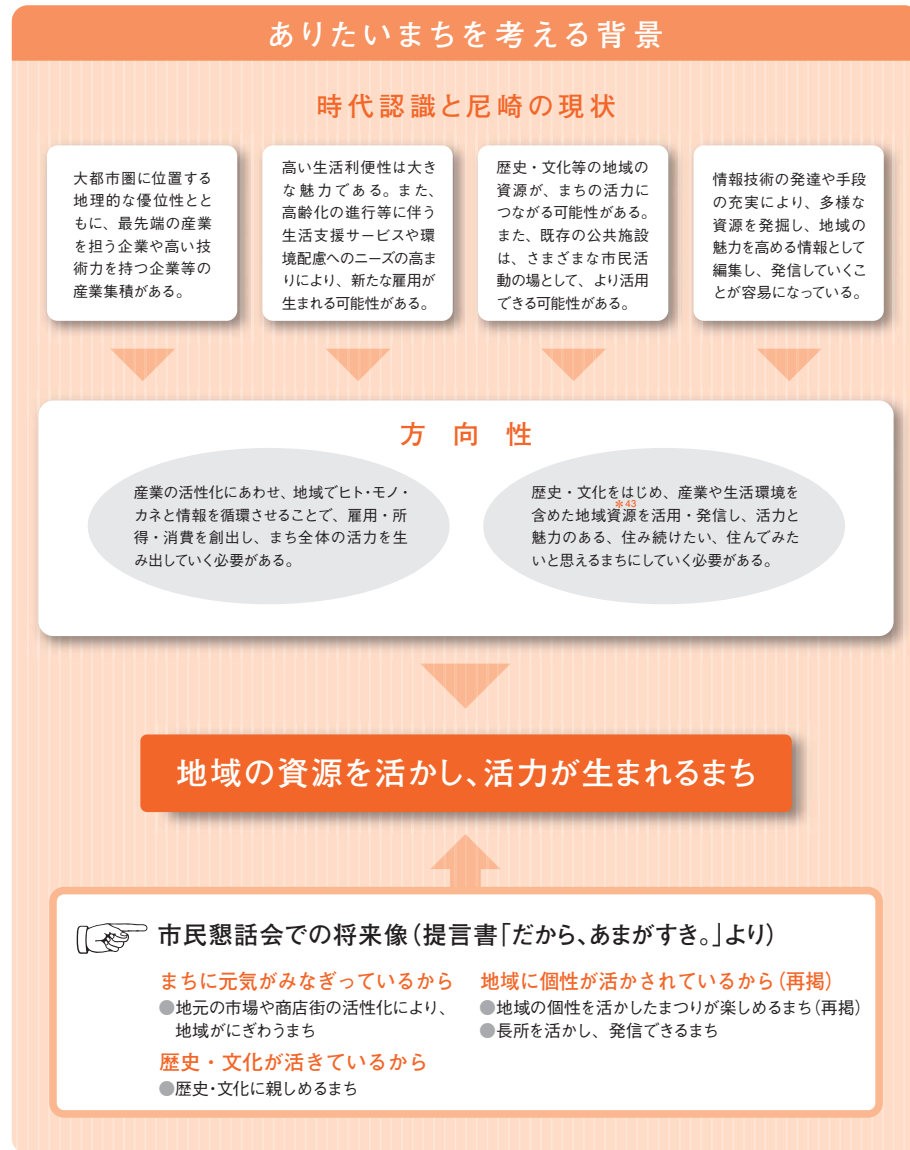 ありたいまちを考える背景
時代認識と尼崎の現状
大都市圏に位置する
地理的な優位性とと
もに、最先端の産業
を担う企業や高い技
術力を持つ企業等の
産業集積がある。
高い生活利便性は大き
な魅力である。また、
高齢化の進行等に伴う
生活支援サービスや環
境配慮へのニーズの高ま
りにより、新たな雇用が
生まれる可能性がある。
歴史・文化等の地域の
資源が、まちの活力に
つながる可能性がある。
また、既存の公共施設
は、さまざまな市民活
動の場として、より活用
できる可能性がある。
情報技術の発達や手段
の充実により、多様な
資源を発掘し、地域の
魅力を高める情報として
編集し、発信していくこ
とが容易になっている。
方向性
産業の活性化にあわせ、地域でヒト・モノ・
カネと情報を循環させることで、雇用・所
得・消費を創出し、まち全体の活力を生
み出していく必要がある。
歴史・文化をはじめ、産業や生活環境を
※43
含めた地域資源を活用・発信し、活力と
魅力のある、住み続けたい、住んでみた
いと思えるまちにしていく必要がある。
地域の資源を活かし、活力が生まれるまち
市民懇話会での将来像(提言書「だから、あまがすき。」より)
まちに元気がみなぎっているから
●地元の市場や商店街の活性化により、
地域がにぎわうまち
歴史・文化が活きているから
●歴史・文化に親しめるまち
地域に個性が活かされているから(再掲)
●地域の個性を活かしたまつりが楽しめるまち(再掲)
●長所を活かし、発信できるまち